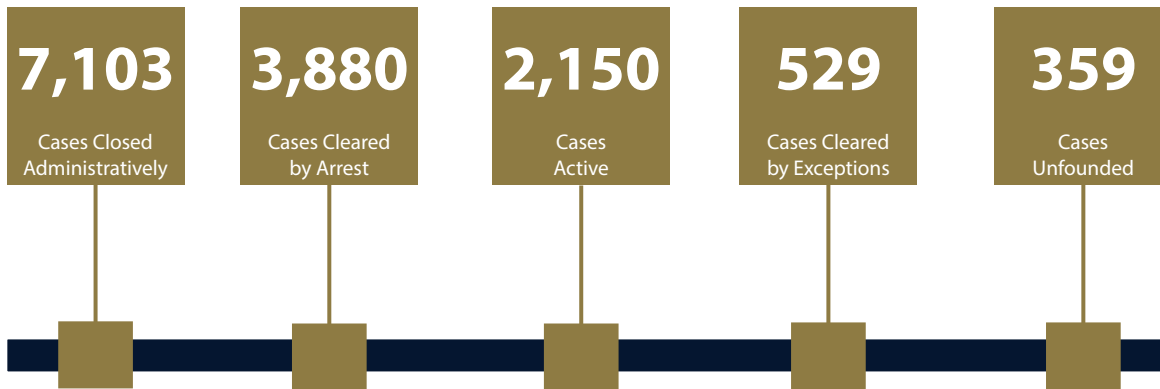 7,103
Cases Closed
Administratively
3,880
Cases Cleared
by Arrest
2,150
Cases
Active
529
Cases Cleared
by Exceptions
359
Cases
Unfounded